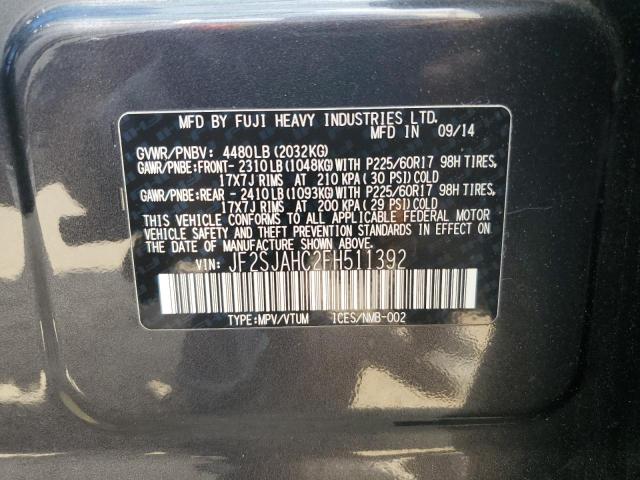 MFD BY FUJI HEAVY INDUSTRIES LTD.
MFD IN 09/14
GVWR/PNBV: 4480LB(2032KG)
GAWR/PNBE:FRONT-2310LB(1048KG)WITH P225/60R17 98H TIRES,
17X7J RIMS AT 210 KPA(30 PSI)COLD
GAWR/PNBE:REAR -2410LB(1093KG)WITH P225/60R17 98H TIRES,
17X7J RIMS AT 200 KPA(29 PSI)COLD
THIS VEHICLE CONFORMS TO ALL APPLICABLE FEDERAL MOTOR
VEHICLE SAFETY AND THEFT PREVENTION STANDARDS IN EFFECT ON
THE DATE OF MANUFACTURE SHOWN ABOVE.
VIN: JF2SJAHC2FH511392
TYPE:MPV/VTUM ICES/NMB-002